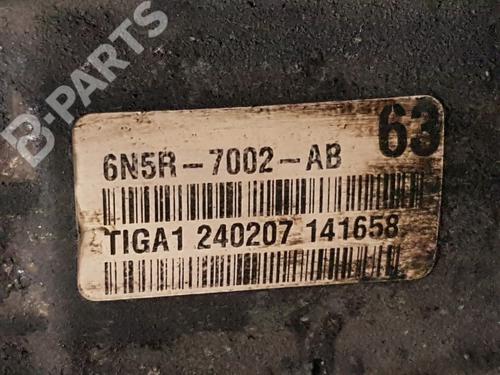 B-PARTS
63
6N5R-7002-AB
TIGA1 240207 141658